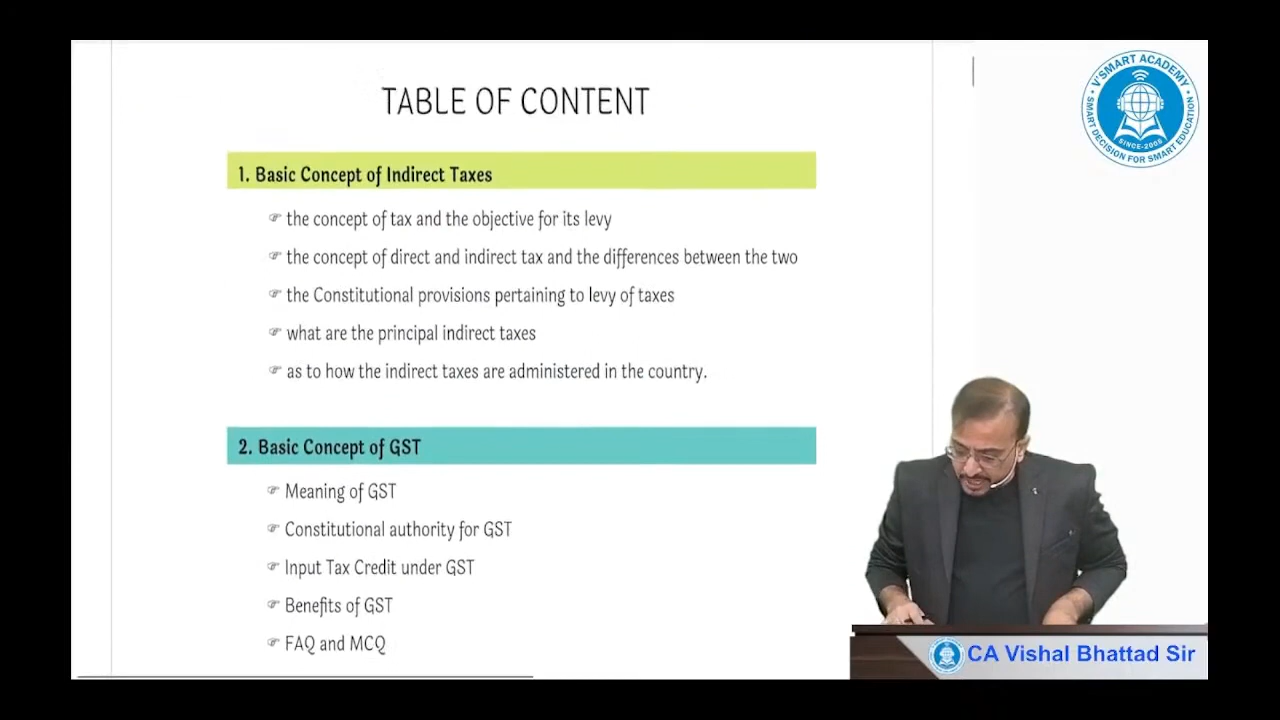 TABLE OF CONTENT
1. Basic Concept of Indirect Taxes
the concept of tax and the objective for its levy
the concept of direct and indirect tax and the differences between the two
the Constitutional provisions pertaining to levy of taxes
what are the principal indirect taxes
as to how the indirect taxes are administered in the country.
2. Basic Concept of GST
Meaning of GST
Constitutional authority for GST
Input Tax Credit under GST
Benefits of GST
FAQ and MCQ
V'SMART ACADEMY
SINCE-2005
SMART DECISION FOR SMART EDUCATION
CA Vishal Bhattad Sir